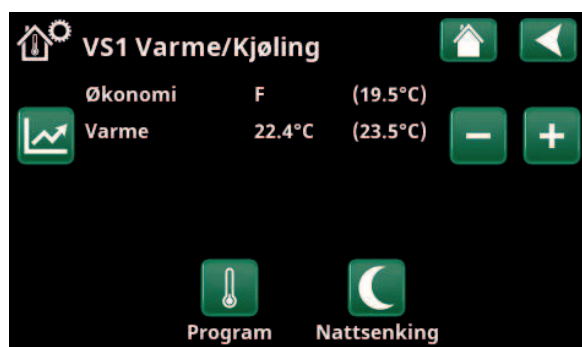 VS1 Varme/Kjøling
Økonomi F (19.5°C)
Varme 22.4°C (23.5°C)
Program Nattsenking